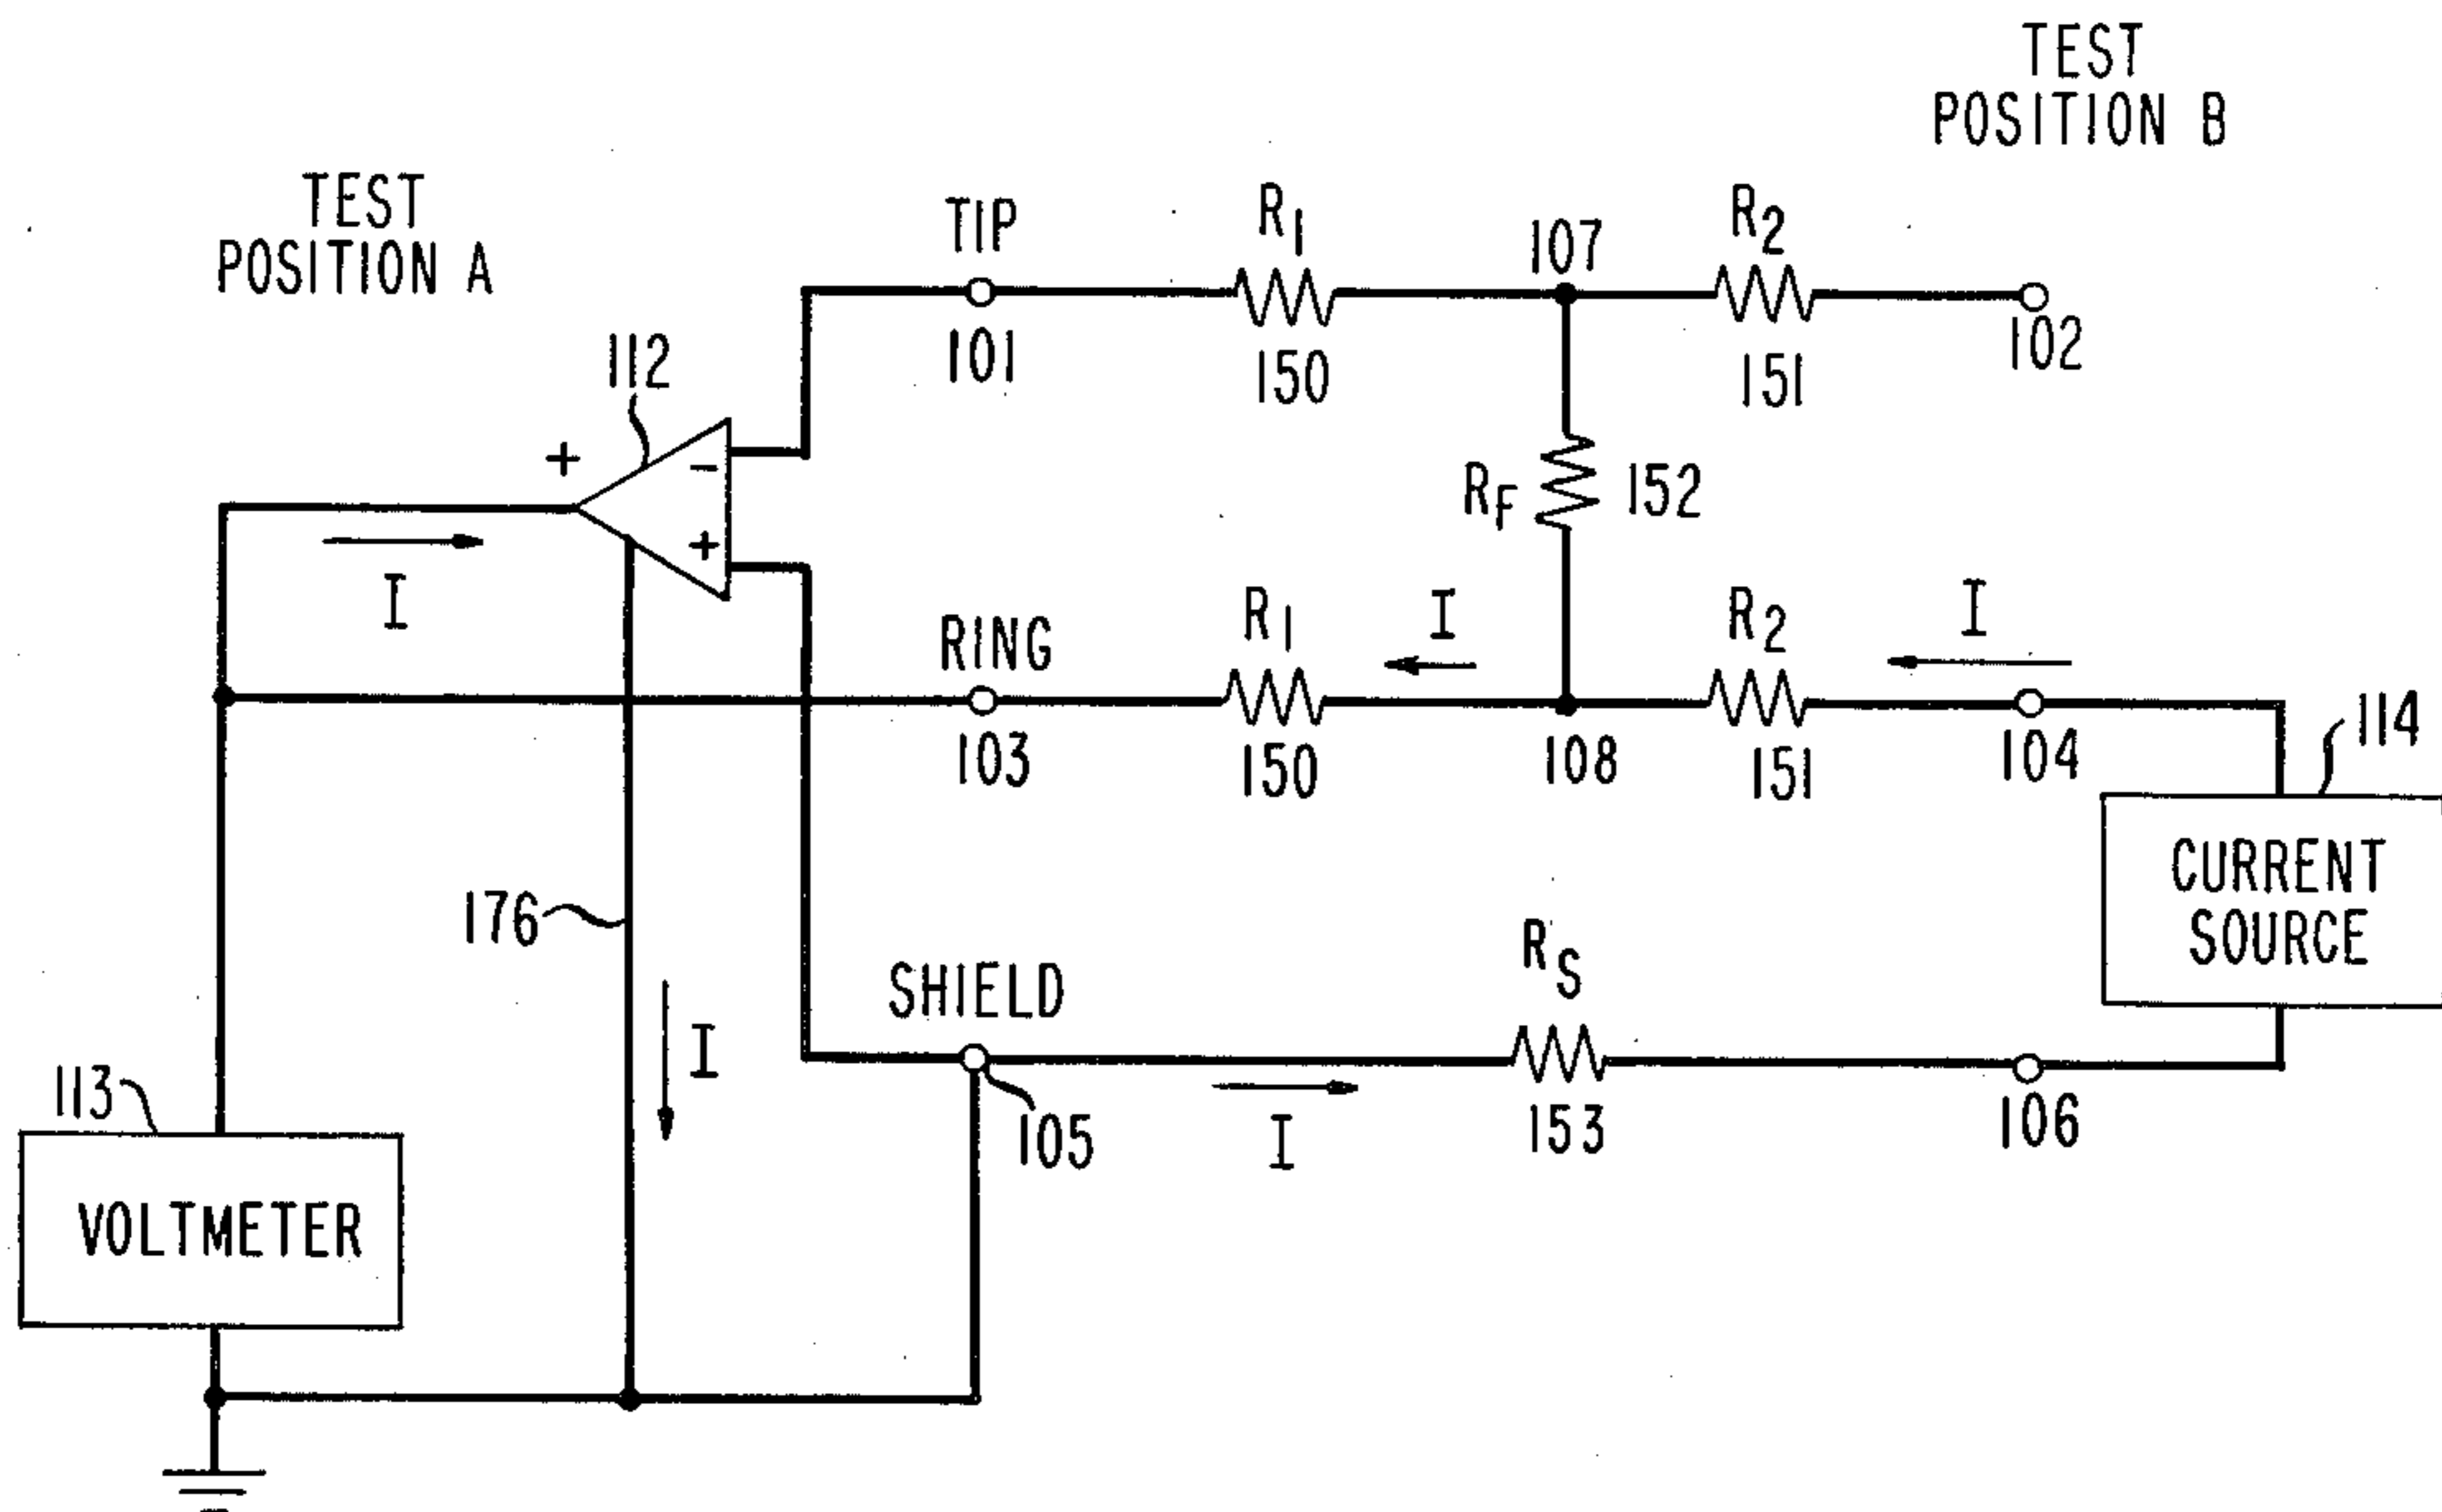 TEST
POSITION B
TEST
POSITION A
TIP
R1
107
R2
101
150
151
102
112
+
−
+
RF
152
I
RING
R1
I
R2
I
103
150
108
151
104
114
CURRENT
SOURCE
176
I
SHIELD
RS
105
I
153
106
113
VOLTMETER